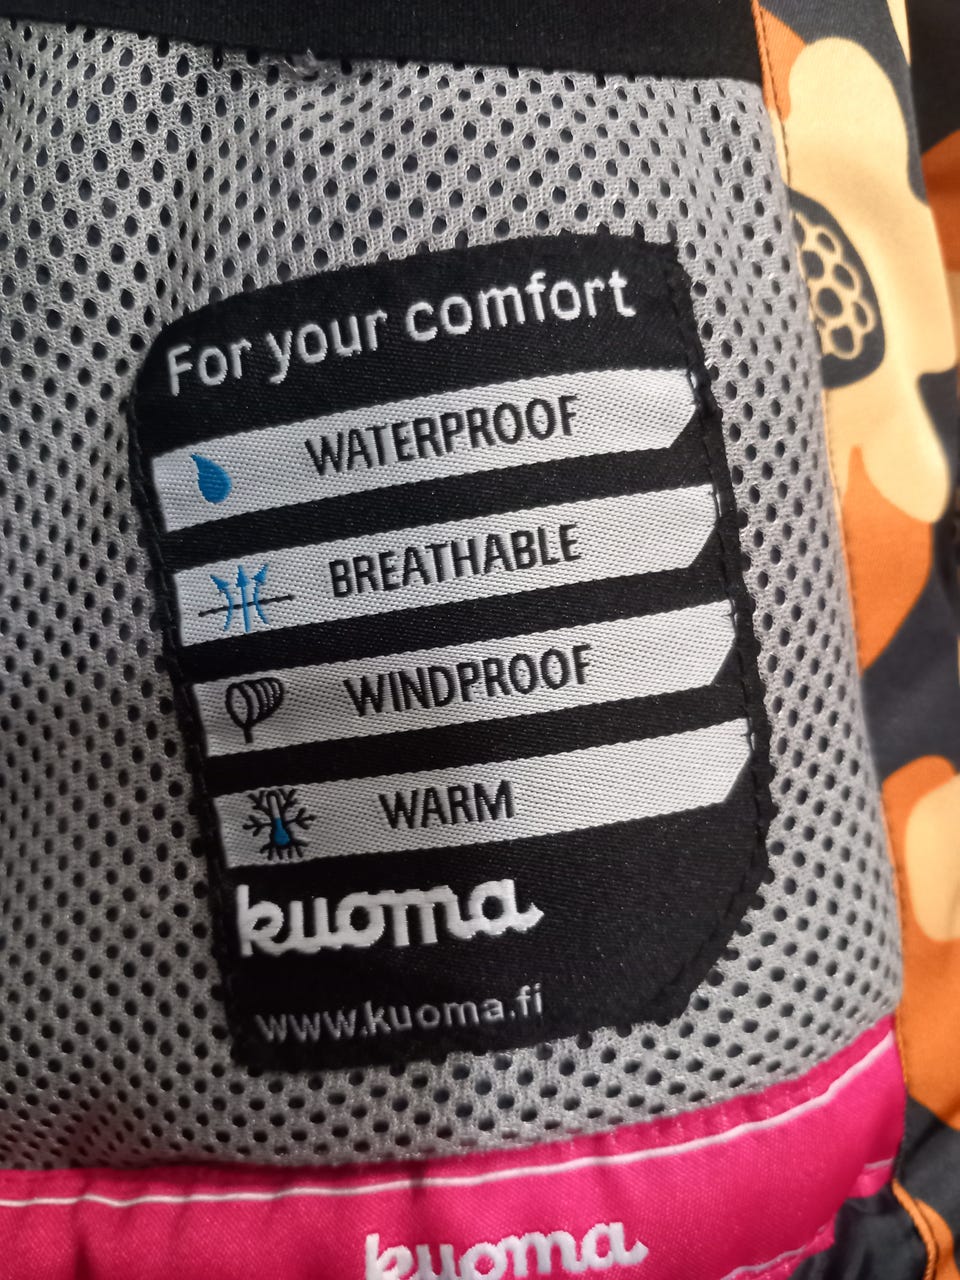 For your comfort
WATERPROOF
BREATHABLE
WINDPROOF
WARM
kuoma
www.kuoma.fi
kuoma